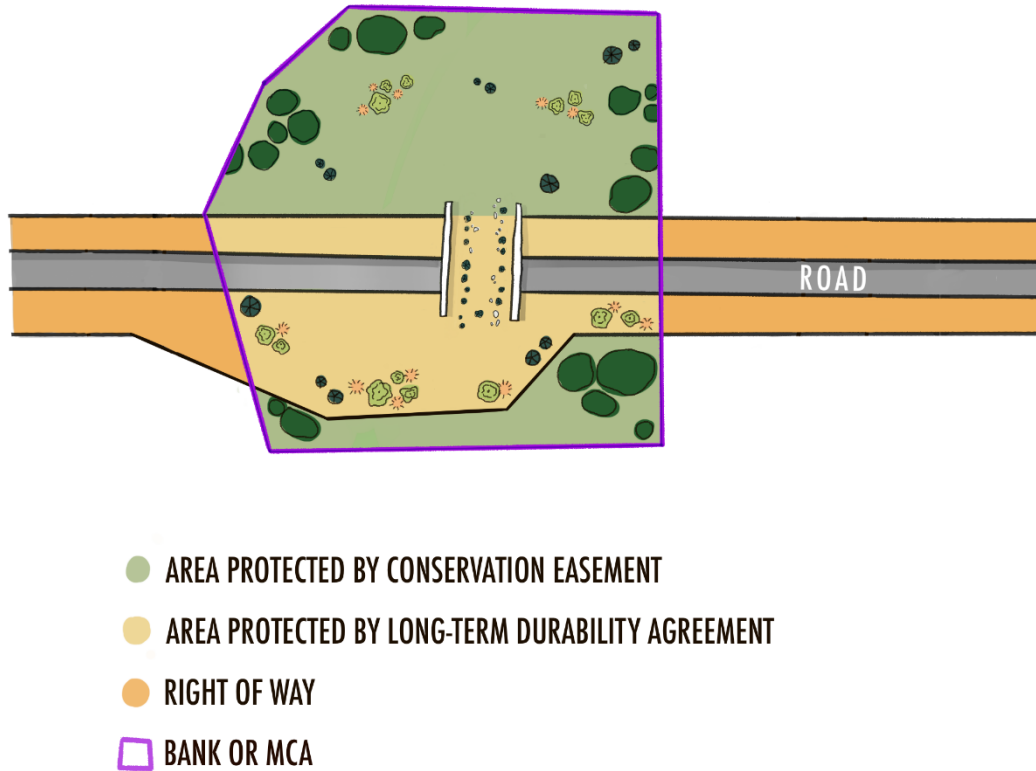 ROAD
AREA PROTECTED BY CONSERVATION EASEMENT
AREA PROTECTED BY LONG-TERM DURABILITY AGREEMENT
RIGHT OF WAY
BANK OR MCA